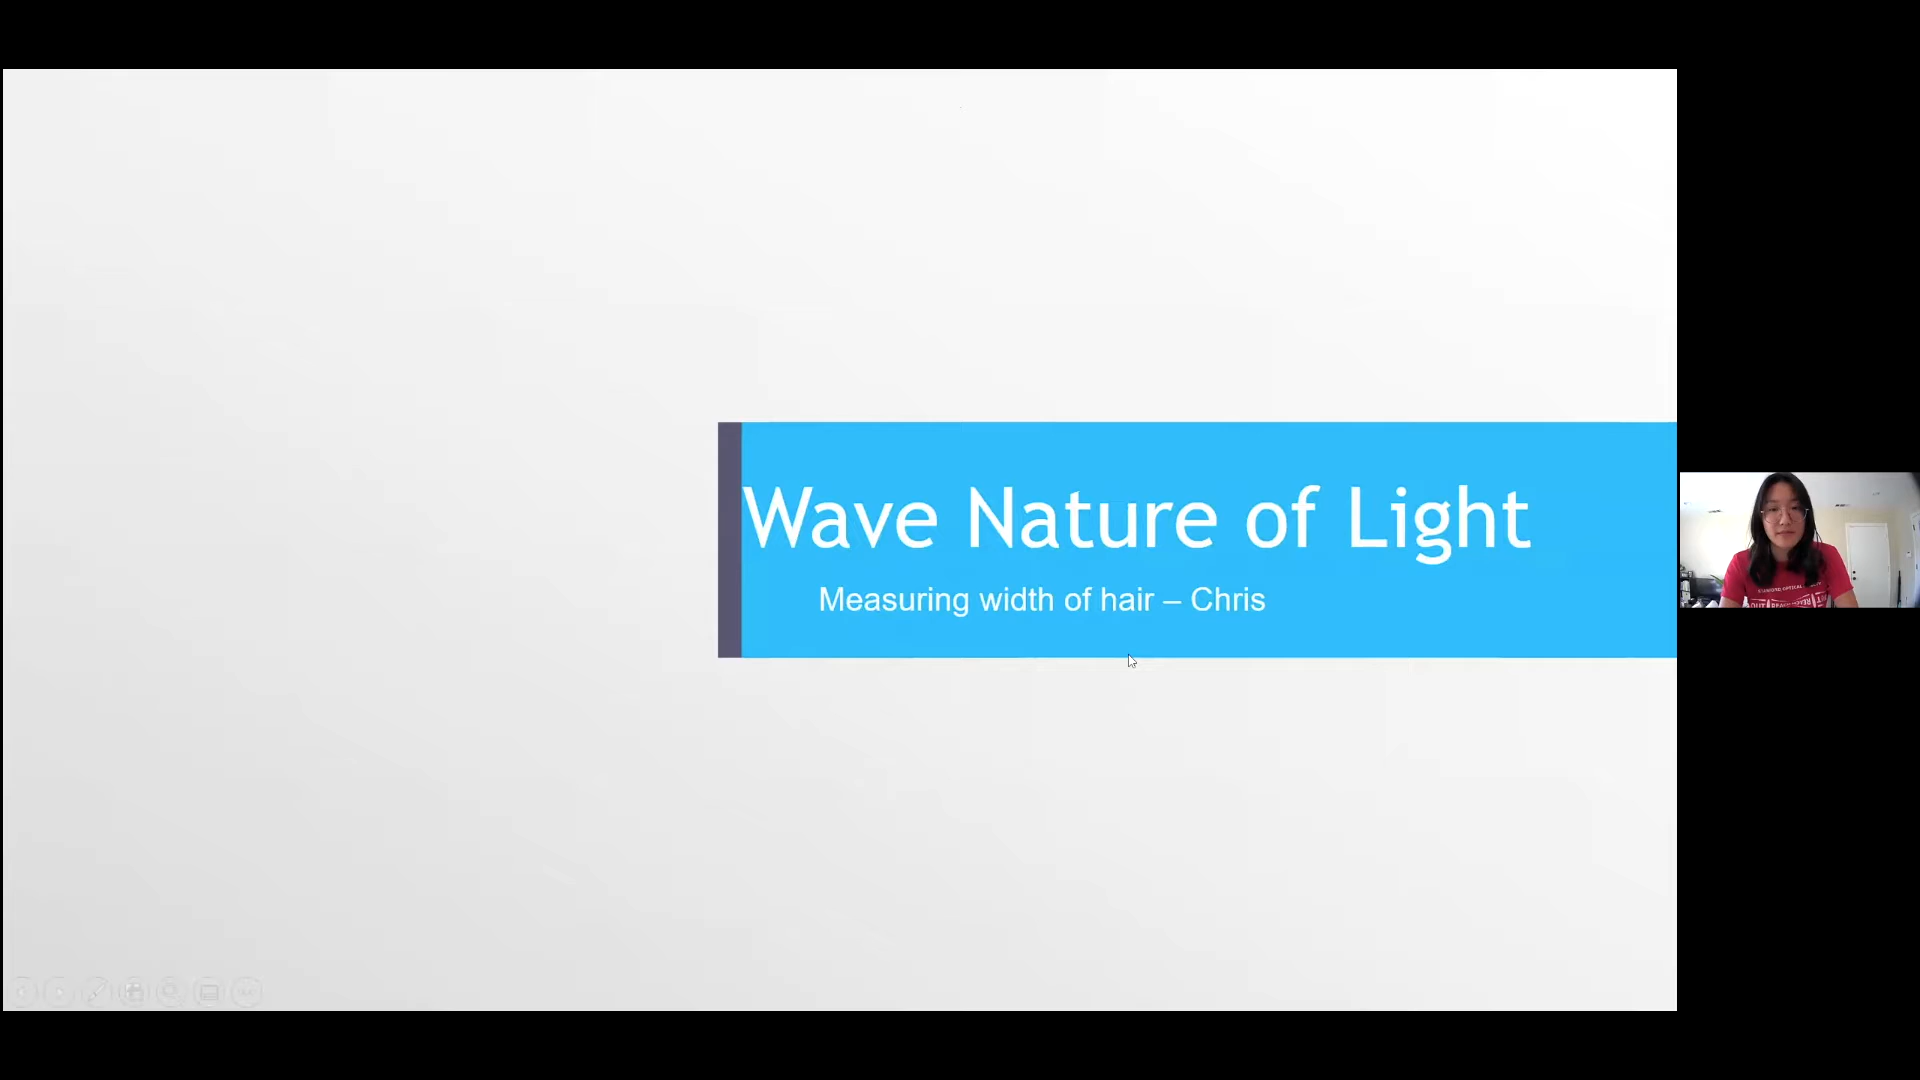 Wave Nature of Light
Measuring width of hair – Chris